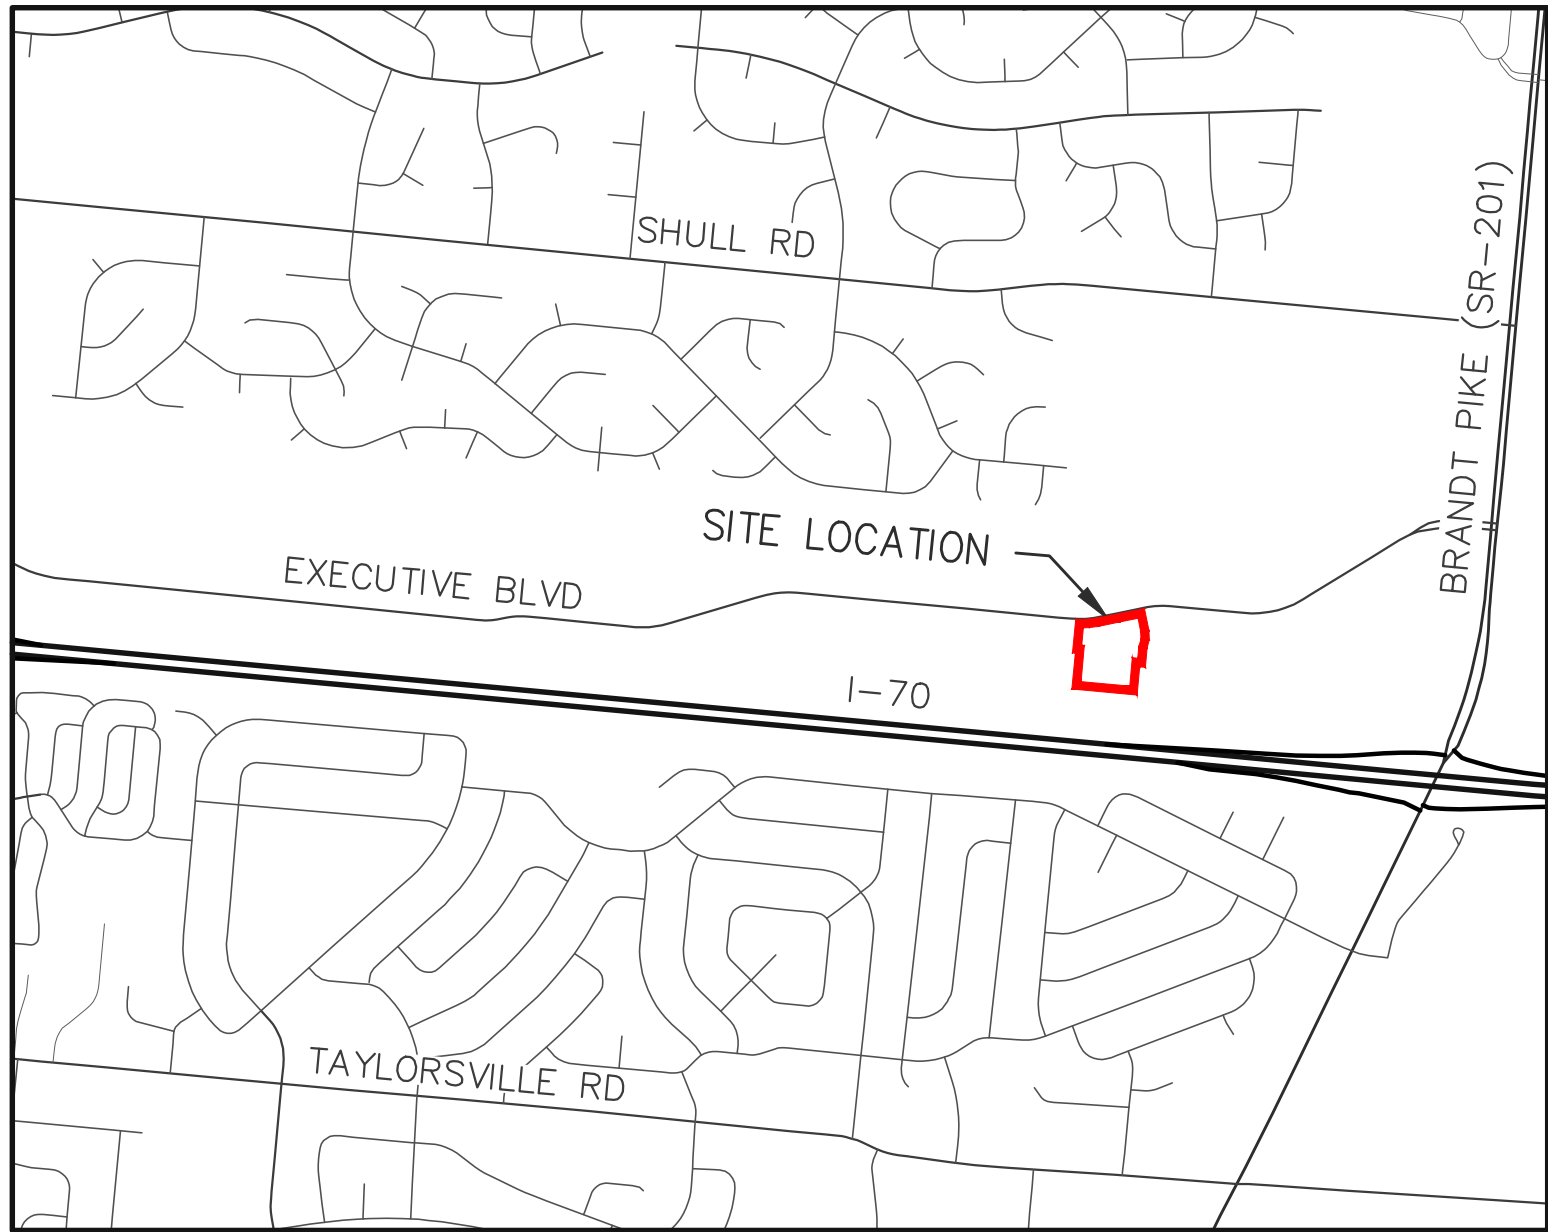 SHULL RD
BRANDT PIKE (SR-201)
SITE LOCATION
EXECUTIVE BLVD
I-70
TAYLORSVILLE RD